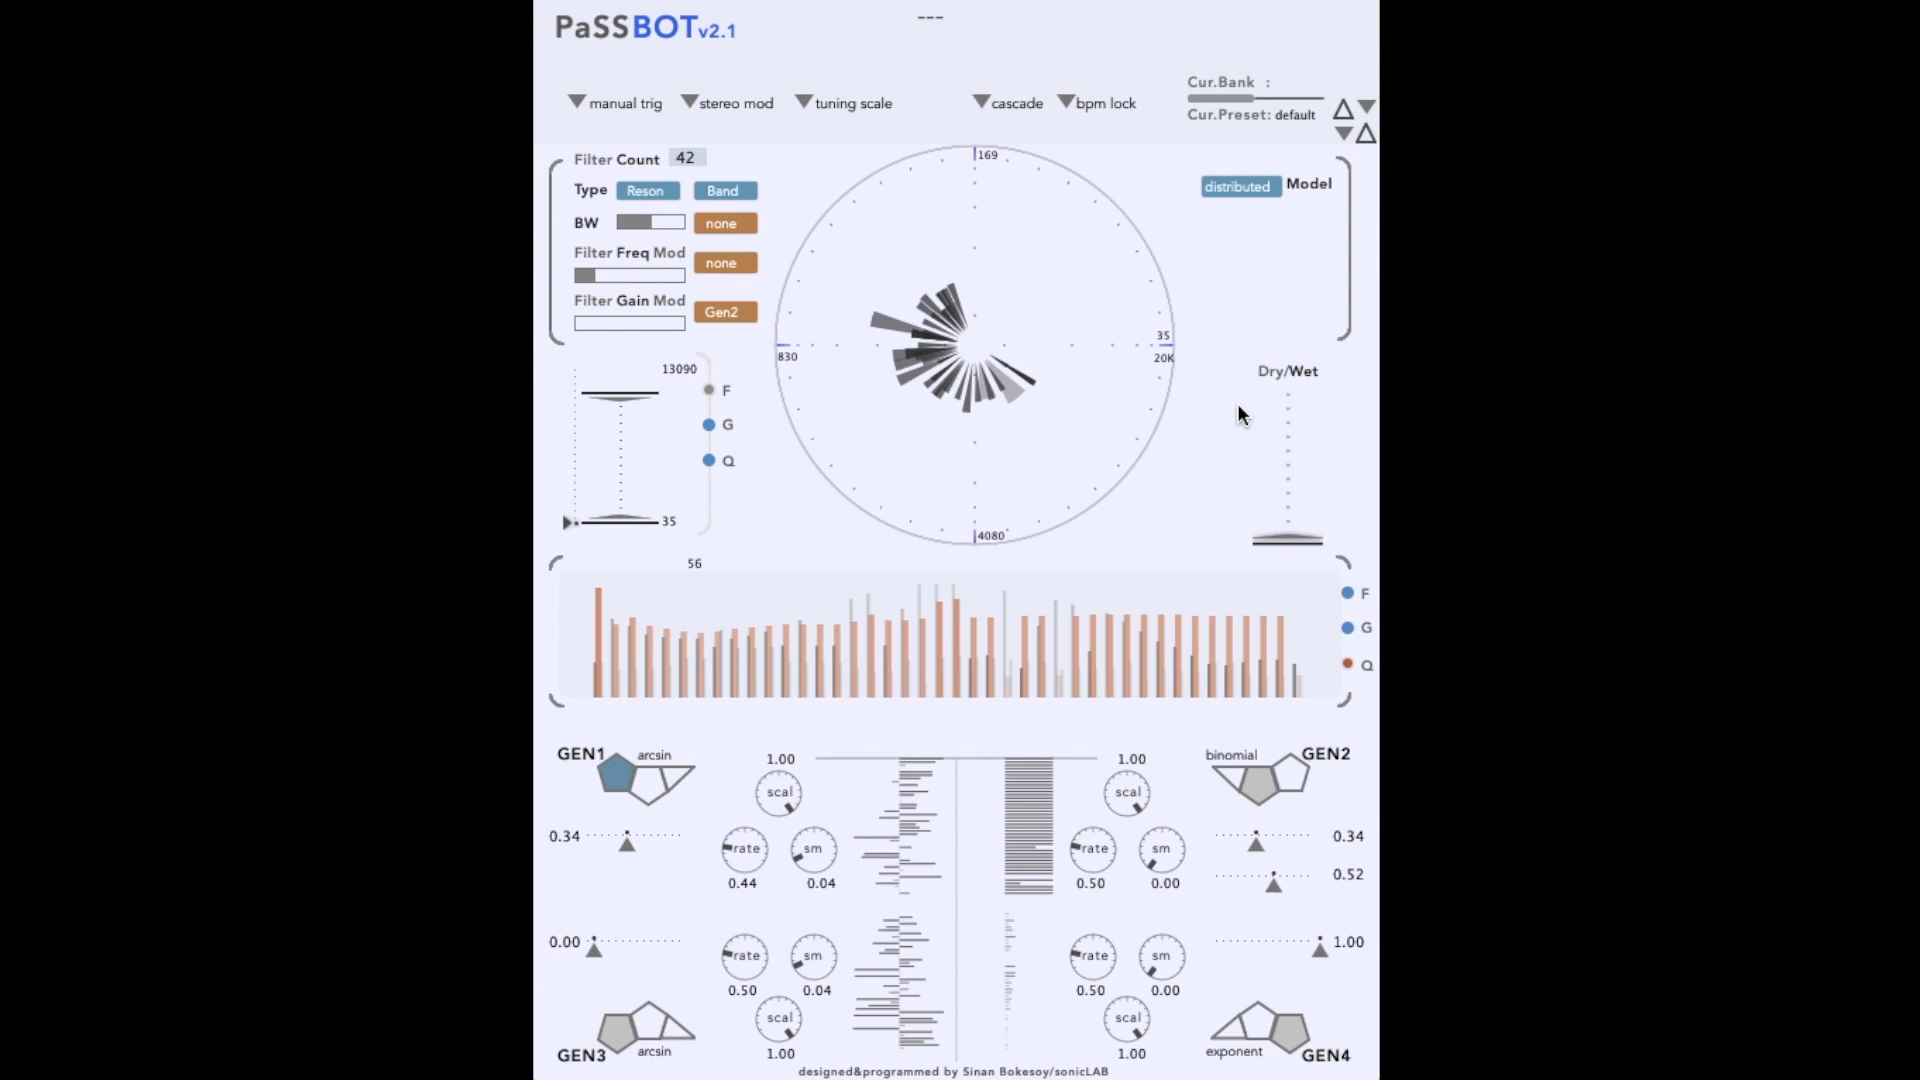 PaSSBOTv2.1
---
manual trig
stereo mod
tuning scale
cascade
bpm lock
Cur.Bank :
Cur.Preset: default
Filter Count 42
Type Reson Band
BW none
Filter Freq Mod none
Filter Gain Mod Gen2
distributed Model
169
830
35
20K
4080
13090
35
F
G
Q
Dry/Wet
56
F
G
Q
GEN1 arcsin
0.34
1.00
scal
rate
sm
0.44
0.04
1.00
scal
rate
sm
0.50
0.00
binomial GEN2
0.34
0.52
0.00
rate
sm
0.50
0.04
scal
1.00
GEN3 arcsin
rate
sm
0.50
0.00
scal
1.00
1.00
exponent GEN4
designed&programmed by Sinan Bokesoy/sonicLAB